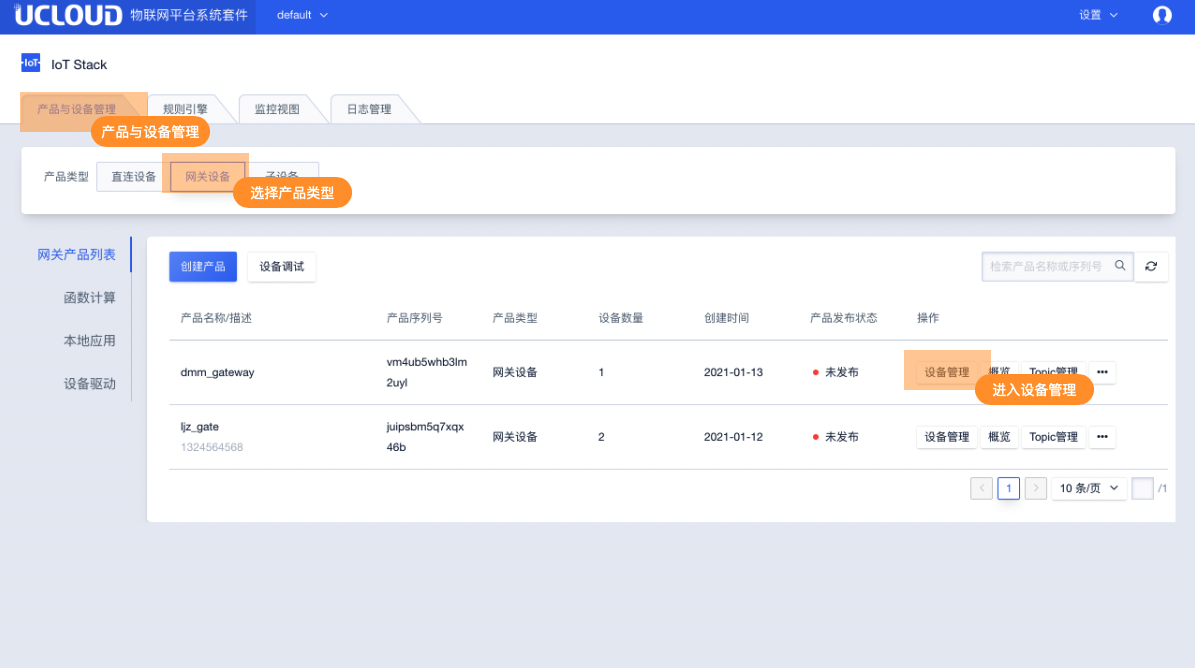 UCLOUD 物联网平台系统套件 default 设置
IoT IoT Stack
产品与设备管理 规则引擎 监控视图 日志管理
产品与设备管理
产品类型 直连设备 网关设备 子设备
选择产品类型
网关产品列表
函数计算
本地应用
设备驱动
创建产品 设备调试 检索产品名称或序列号
产品名称/描述 产品序列号 产品类型 设备数量 创建时间 产品发布状态 操作
dmm_gateway vm4ub5whb3lm2uyl 网关设备 1 2021-01-13 未发布 设备管理 概览 Topic管理 •••
进入设备管理
ljz_gate 1324564568 juipsbm5q7xqx46b 网关设备 2 2021-01-12 未发布 设备管理 概览 Topic管理 •••
< 1 > 10 条/页 /1